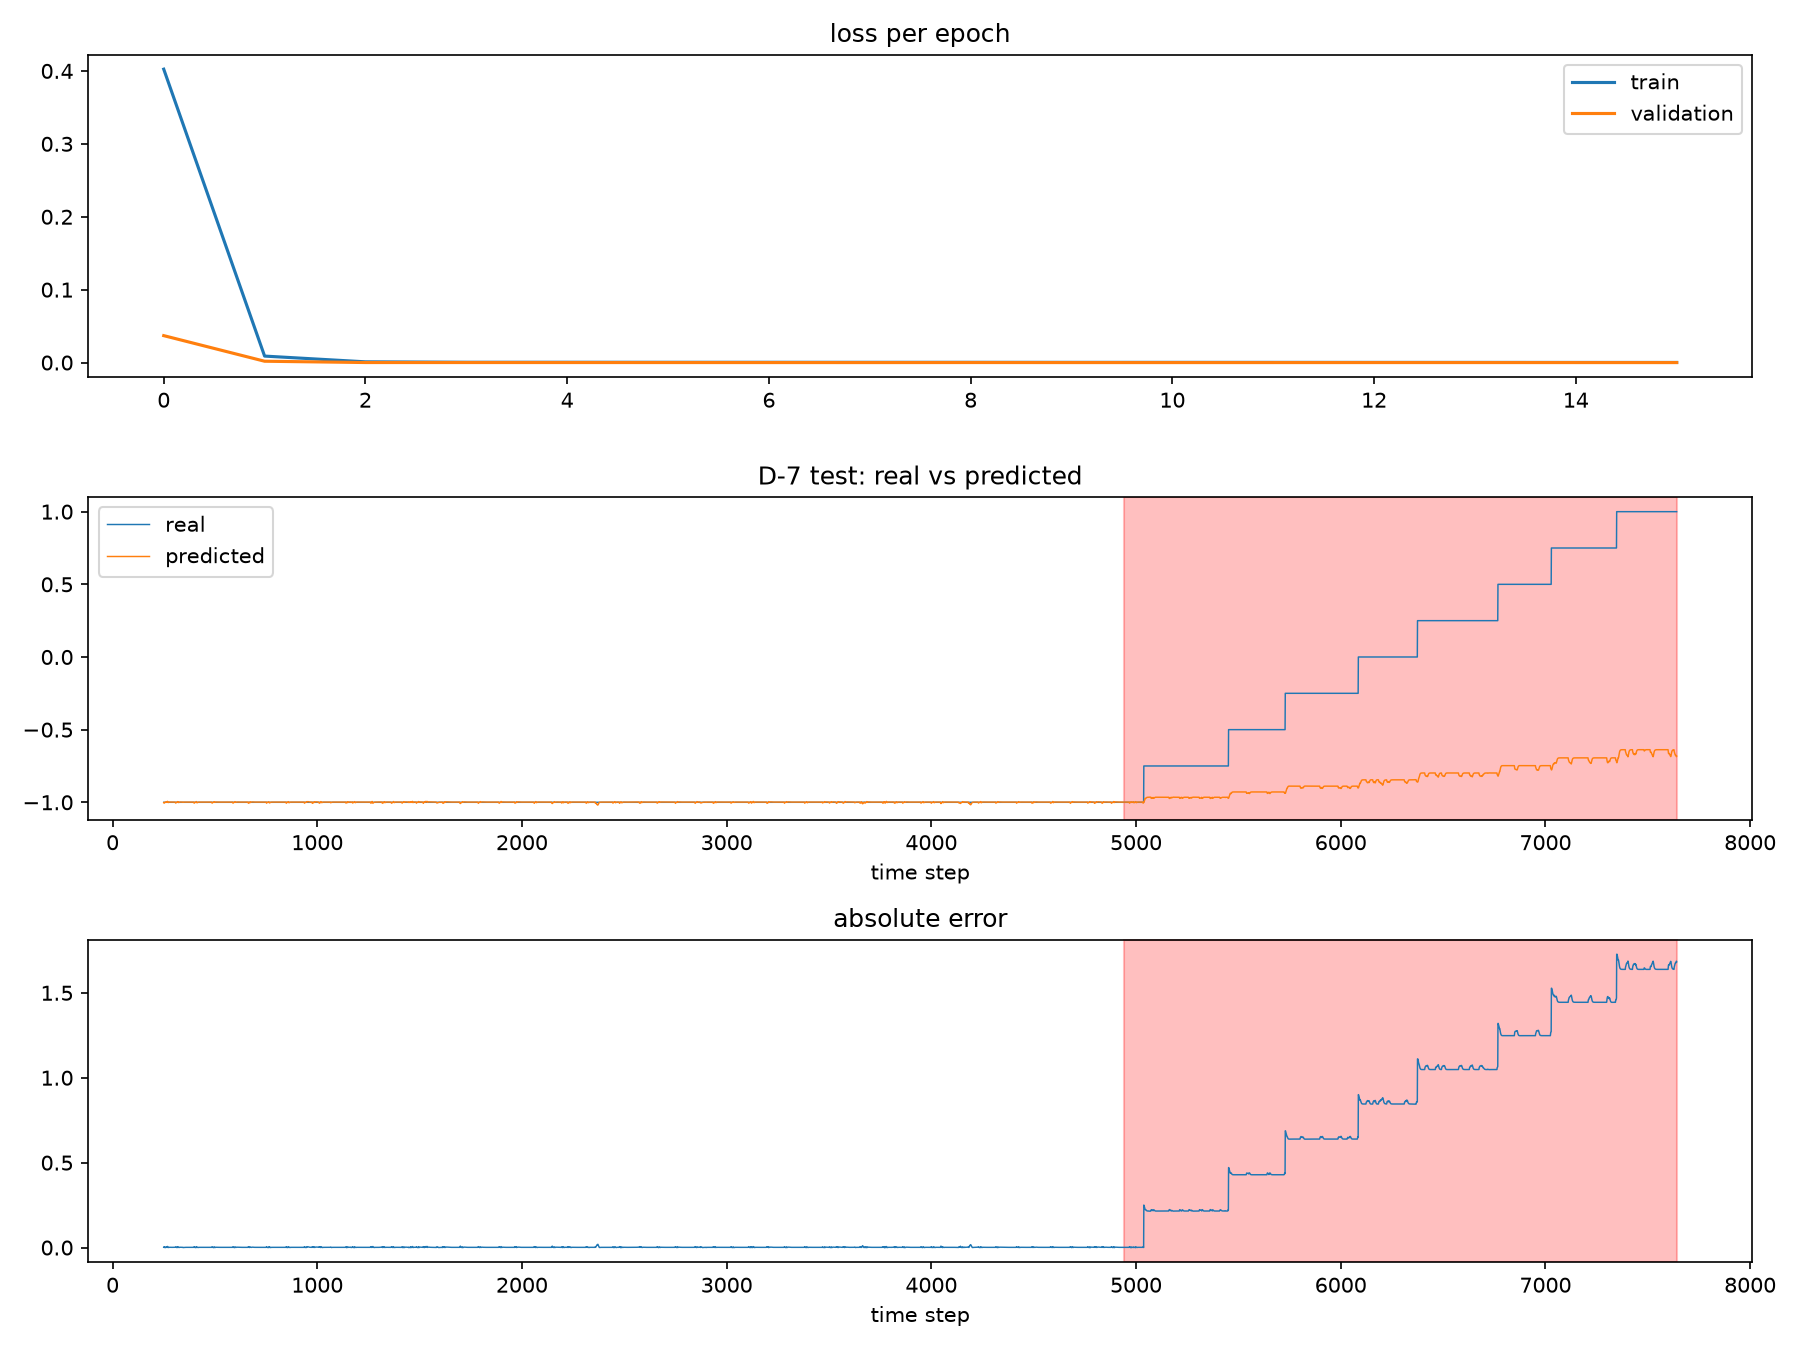 loss per epoch
0.4
0.3
0.2
0.1
0.0
train
validation
0 2 4 6 8 10 12 14
D-7 test: real vs predicted
1.0
0.5
0.0
−0.5
−1.0
real
predicted
0 1000 2000 3000 4000 5000 6000 7000 8000
time step
absolute error
1.5
1.0
0.5
0.0
0 1000 2000 3000 4000 5000 6000 7000 8000
time step